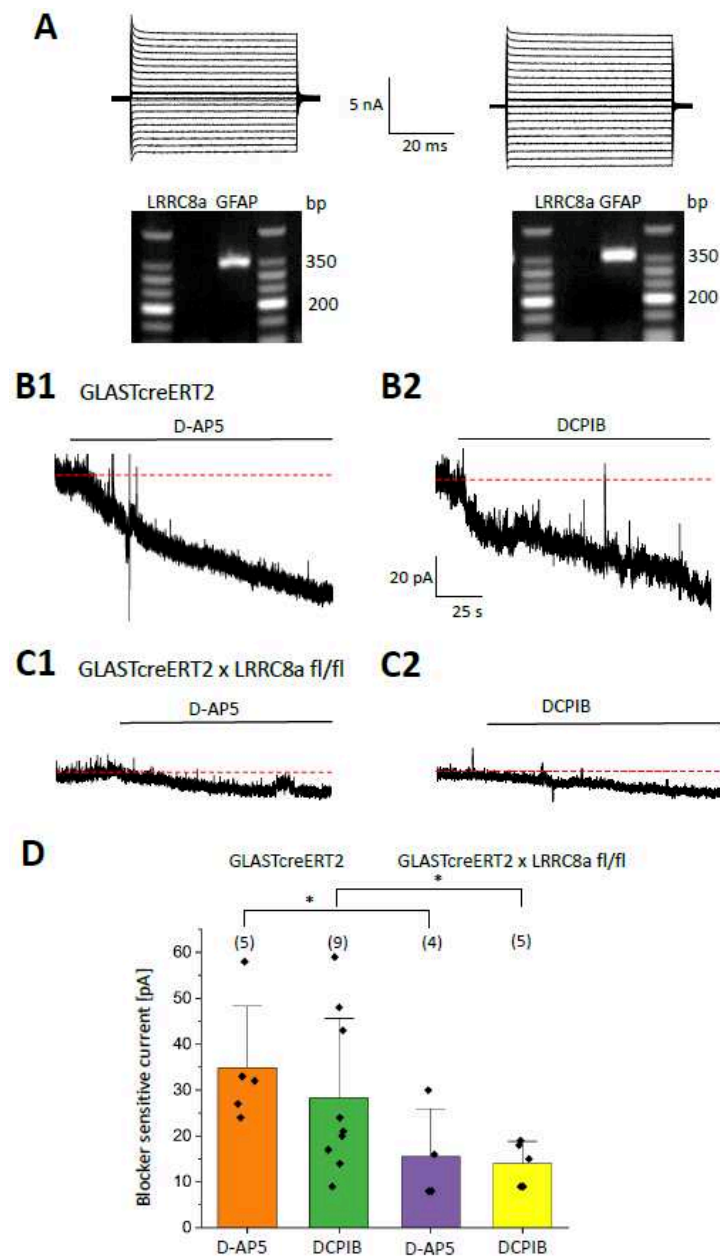 A
5 nA
20 ms
LRRC8a GFAP bp
350
200
LRRC8a GFAP bp
350
200
B1 GLASTcreERT2
D-AP5
B2
DCPIB
20 pA
25 s
C1 GLASTcreERT2 x LRRC8a fl/fl
D-AP5
C2
DCPIB
D
GLASTcreERT2 GLASTcreERT2 x LRRC8a fl/fl
* *
(5) (9) (4) (5)
Blocker sensitive current [pA]
60
50
40
30
20
10
0
D-AP5 DCPIB D-AP5 DCPIB